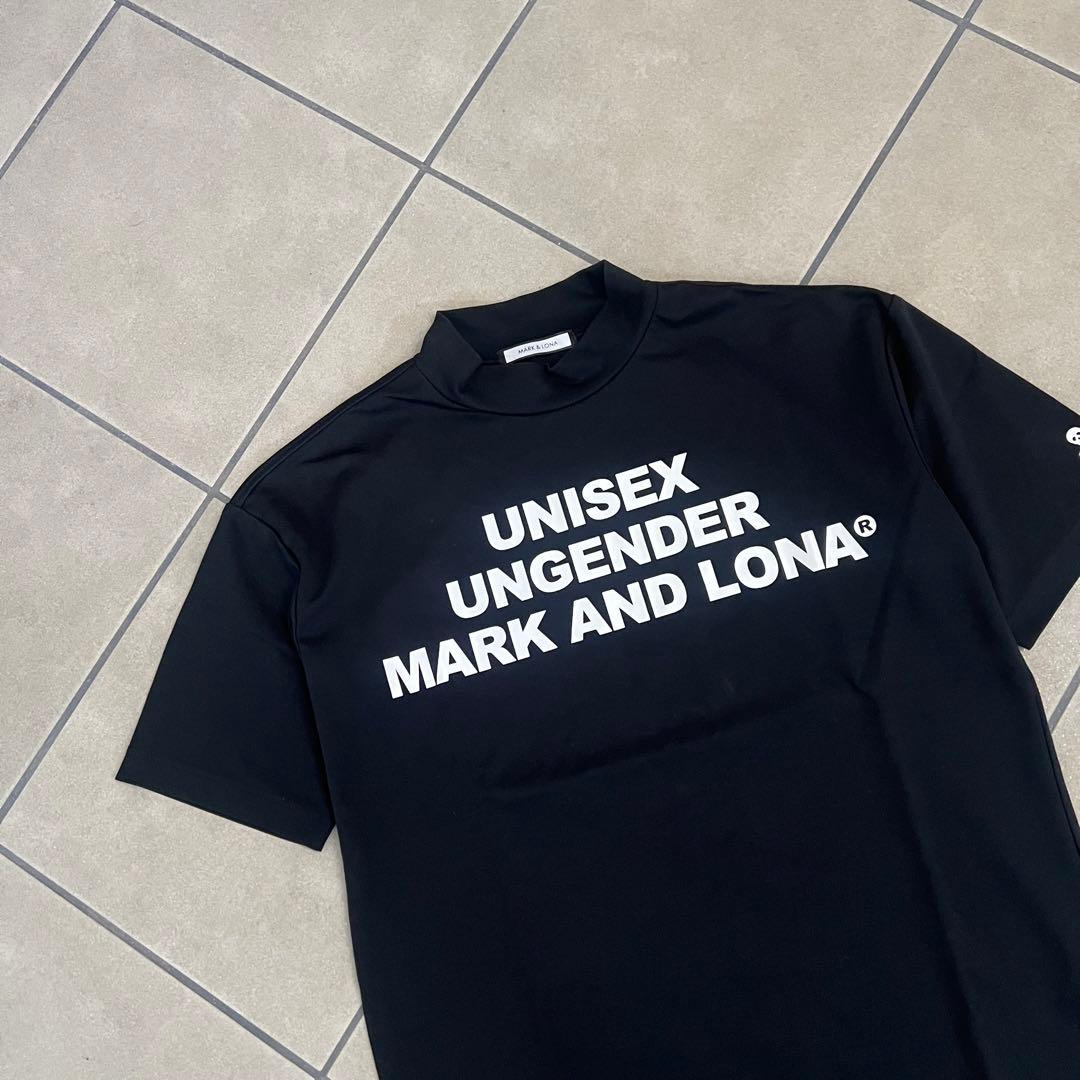 MARK & LONA
UNISEX
UNGENDER
MARK AND LONA®